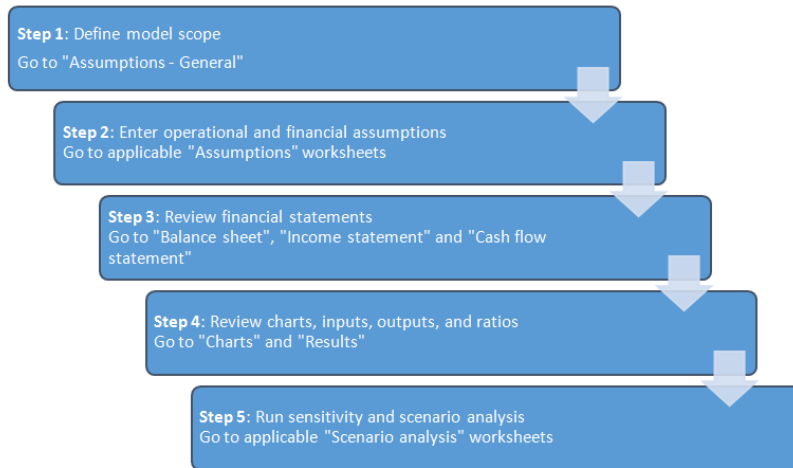 Step 1: Define model scope
Go to "Assumptions - General"
Step 2: Enter operational and financial assumptions
Go to applicable "Assumptions" worksheets
Step 3: Review financial statements
Go to "Balance sheet", "Income statement" and "Cash flow
statement"
Step 4: Review charts, inputs, outputs, and ratios
Go to "Charts" and "Results"
Step 5: Run sensitivity and scenario analysis
Go to applicable "Scenario analysis" worksheets